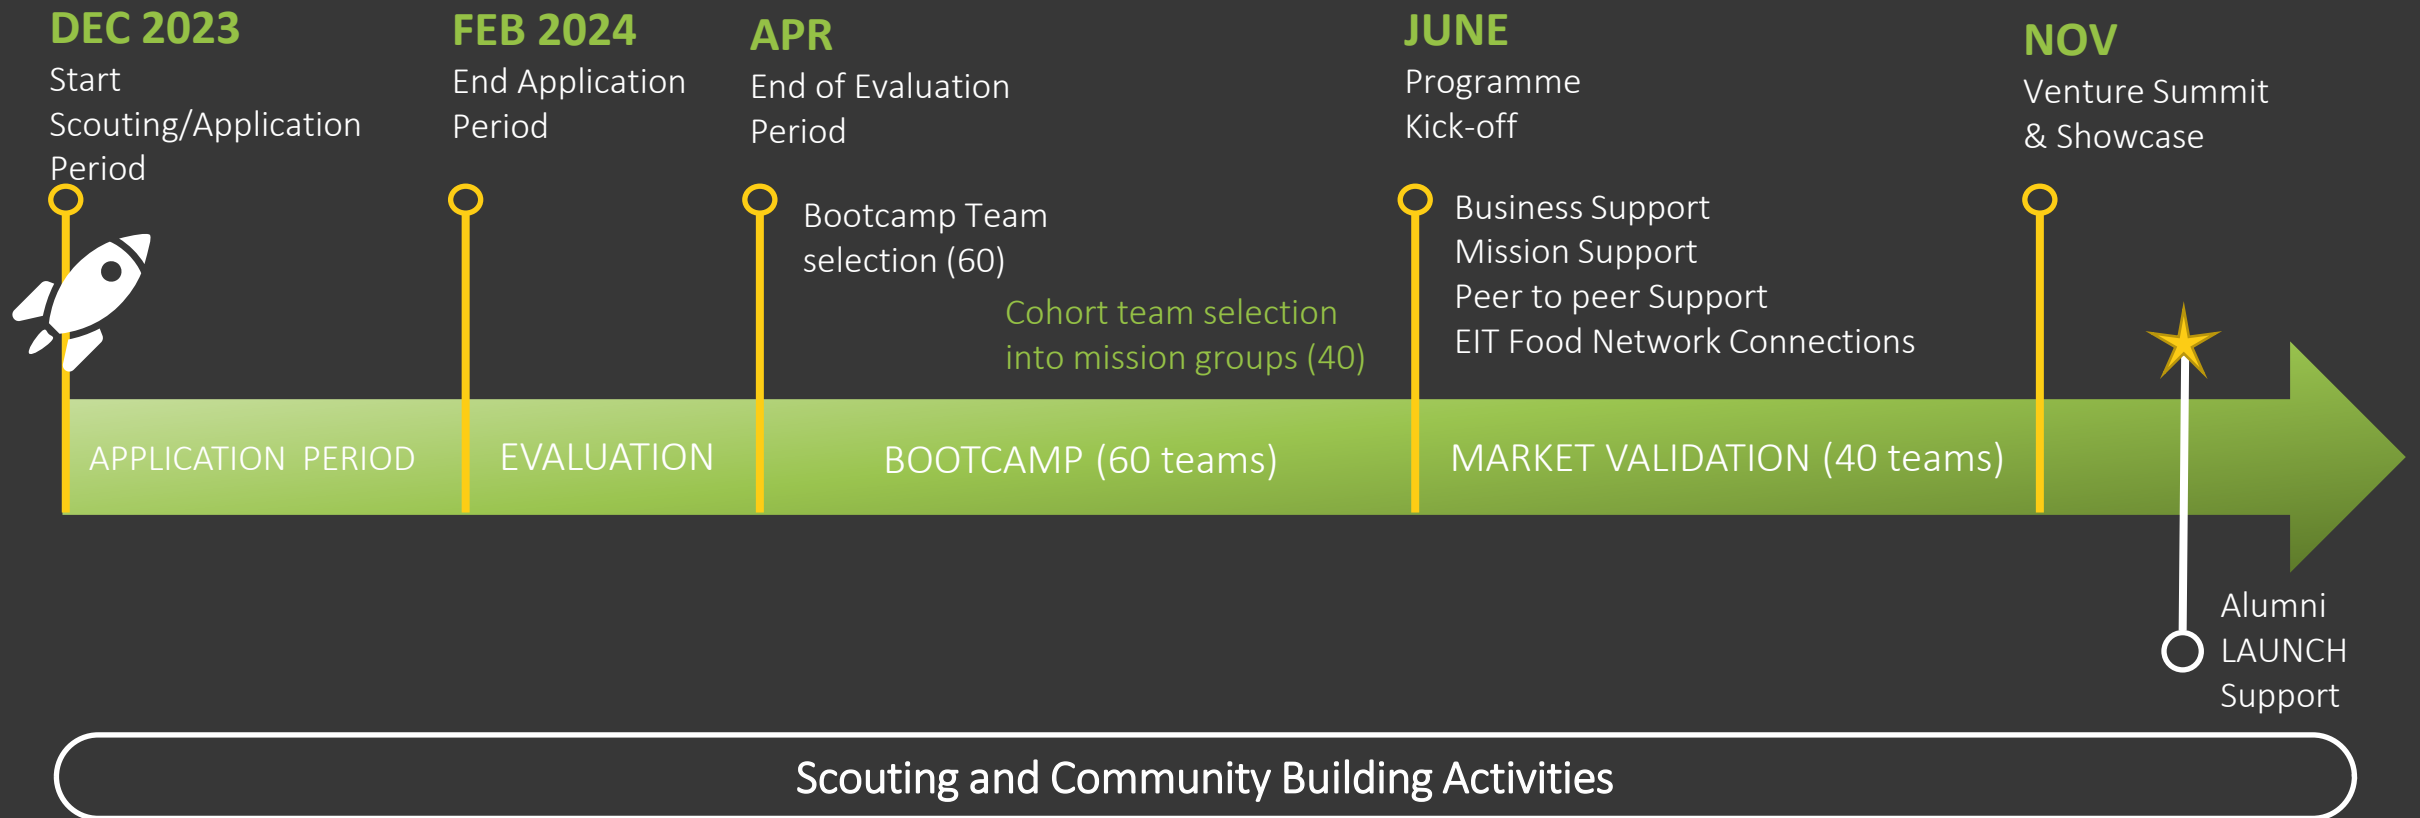 DEC 2023
Start
Scouting/Application
Period
FEB 2024
End Application
Period
APR
End of Evaluation
Period
Bootcamp Team
selection (60)
Cohort team selection
into mission groups (40)
JUNE
Programme
Kick-off
Business Support
Mission Support
Peer to peer Support
EIT Food Network Connections
NOV
Venture Summit
& Showcase
APPLICATION PERIOD
EVALUATION
BOOTCAMP (60 teams)
MARKET VALIDATION (40 teams)
Alumni
LAUNCH
Support
Scouting and Community Building Activities